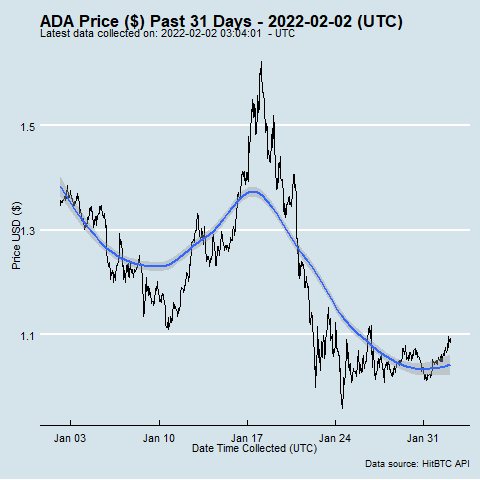 ADA Price ($) Past 31 Days - 2022-02-02 (UTC)
Latest data collected on: 2022-02-02 03:04:01 - UTC
Price USD ($)
1.5
1.3
1.1
Jan 03 Jan 10 Jan 17 Jan 24 Jan 31
Date Time Collected (UTC)
Data source: HitBTC API